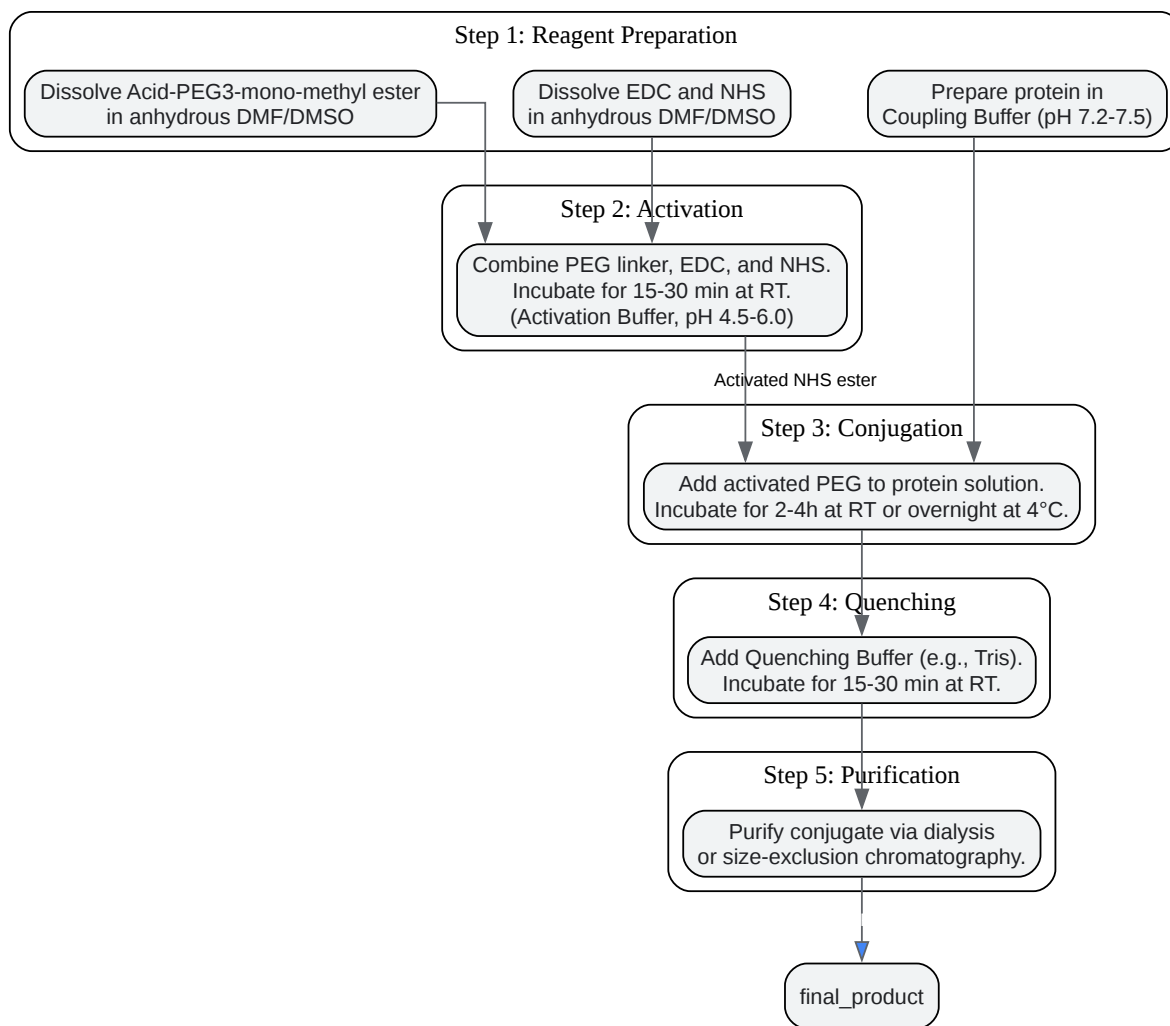 Step 1: Reagent Preparation
Dissolve Acid-PEG3-mono-methyl ester
in anhydrous DMF/DMSO
Dissolve EDC and NHS
in anhydrous DMF/DMSO
Prepare protein in
Coupling Buffer (pH 7.2-7.5)
Step 2: Activation
Combine PEG linker, EDC, and NHS.
Incubate for 15-30 min at RT.
(Activation Buffer, pH 4.5-6.0)
Activated NHS ester
Step 3: Conjugation
Add activated PEG to protein solution.
Incubate for 2-4h at RT or overnight at 4°C.
Step 4: Quenching
Add Quenching Buffer (e.g., Tris).
Incubate for 15-30 min at RT.
Step 5: Purification
Purify conjugate via dialysis
or size-exclusion chromatography.
final_product